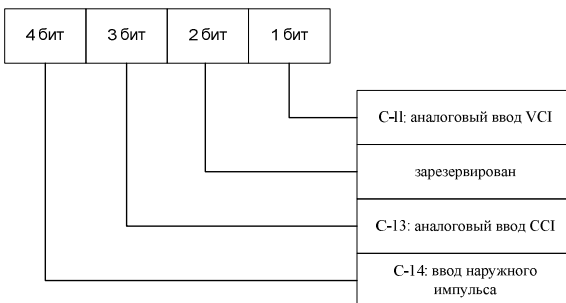 4 бит 3 бит 2 бит 1 бит
С-II: аналоговый ввод VCI
зарезервирован
С-13: аналоговый ввод CCI
С-14: ввод наружного
импульса